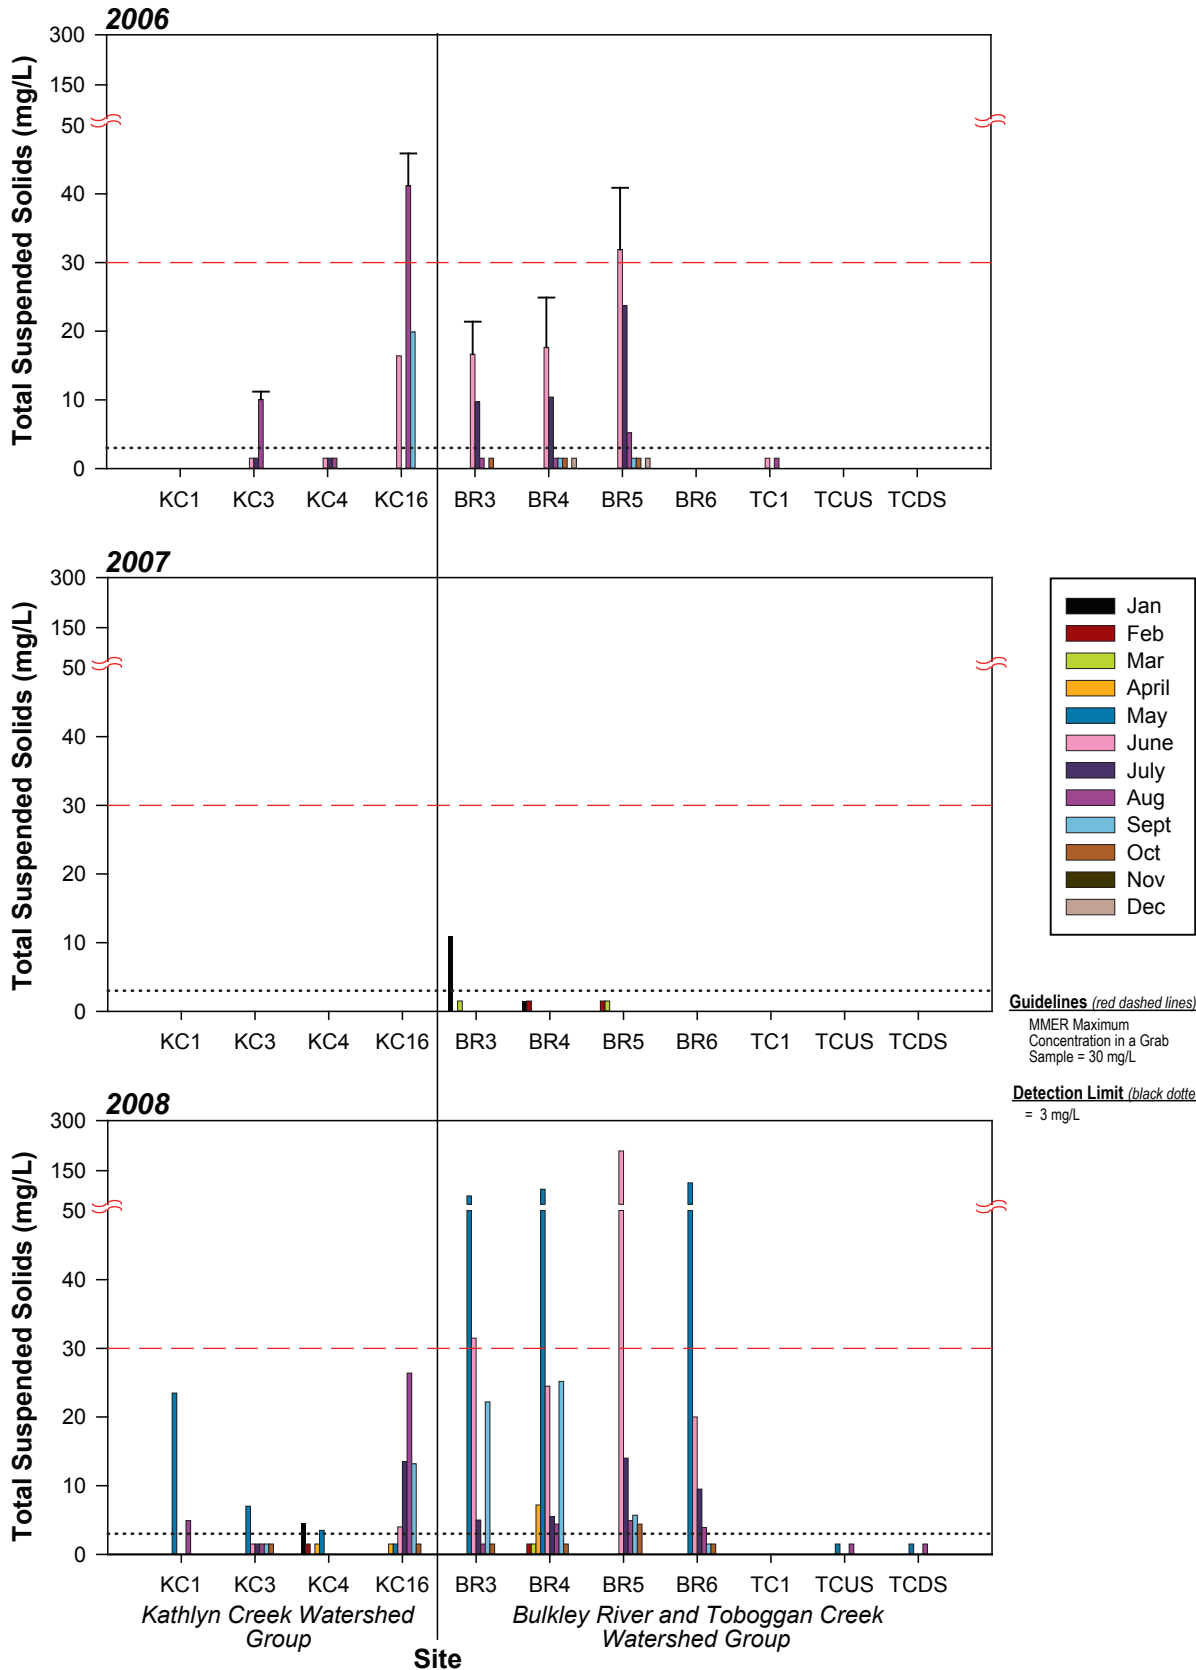 2006
300
150
50
40
30
20
10
0
Total Suspended Solids (mg/L)
KC1 KC3 KC4 KC16 BR3 BR4 BR5 BR6 TC1 TCUS TCDS
2007
300
150
50
40
30
20
10
0
Total Suspended Solids (mg/L)
KC1 KC3 KC4 KC16 BR3 BR4 BR5 BR6 TC1 TCUS TCDS
Jan
Feb
Mar
April
May
June
July
Aug
Sept
Oct
Nov
Dec
Guidelines (red dashed lines)
MMER Maximum
Concentration in a Grab
Sample = 30 mg/L
Detection Limit (black dotte
= 3 mg/L
2008
300
150
50
40
30
20
10
0
Total Suspended Solids (mg/L)
KC1 KC3 KC4 KC16 BR3 BR4 BR5 BR6 TC1 TCUS TCDS
Kathlyn Creek Watershed
Group
Bulkley River and Toboggan Creek
Watershed Group
Site